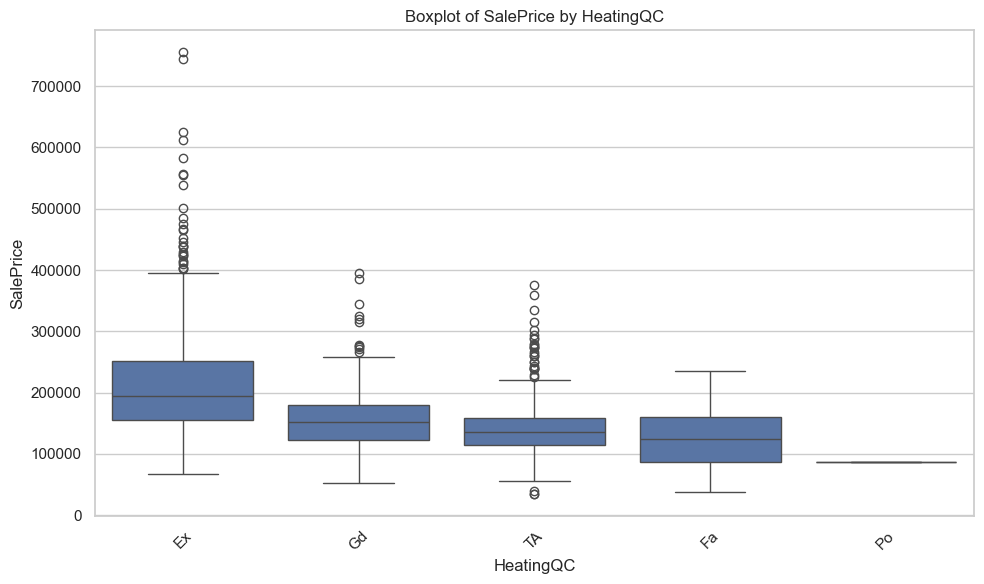 Boxplot of SalePrice by HeatingQC
SalePrice
700000
600000
500000
400000
300000
200000
100000
0
Ex
Gd
TA
Fa
Po
HeatingQC